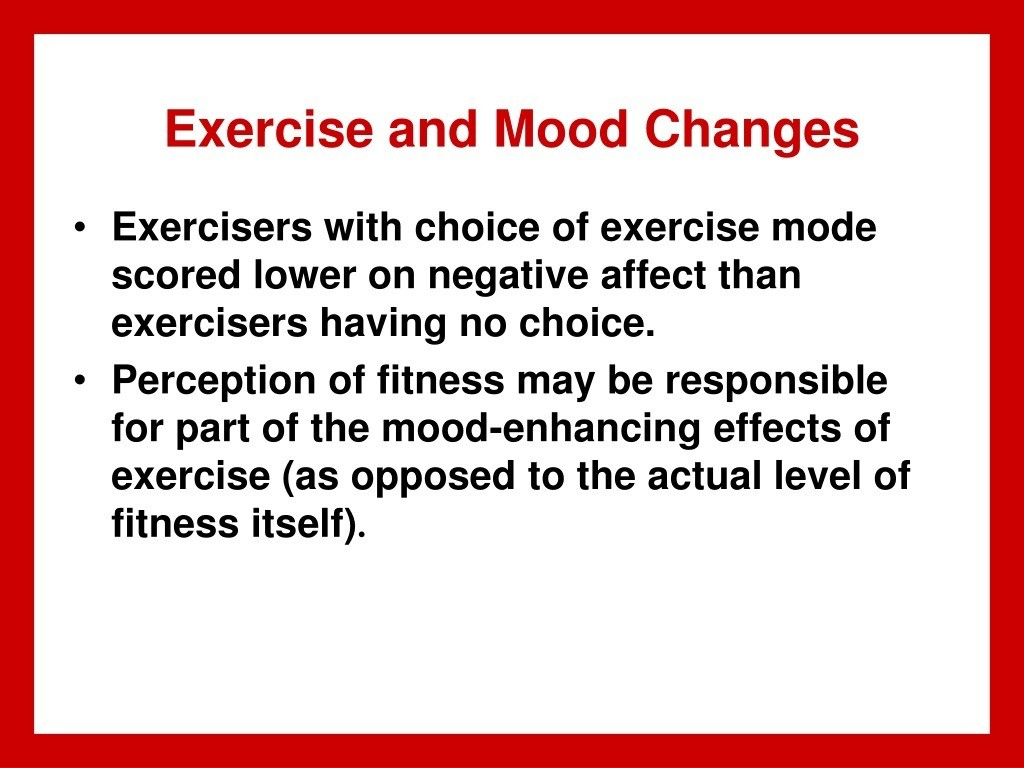 Exercise and Mood Changes
• Exercisers with choice of exercise mode
scored lower on negative affect than
exercisers having no choice.
• Perception of fitness may be responsible
for part of the mood-enhancing effects of
exercise (as opposed to the actual level of
fitness itself).